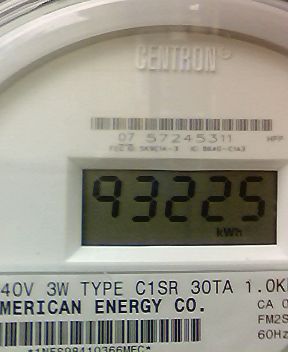 CENTRON®
07 57245311
93225
kWh
40V 3W TYPE C1SR 30TA 1.0K
MERICAN ENERGY CO.
CA 0
FM2S
60Hz